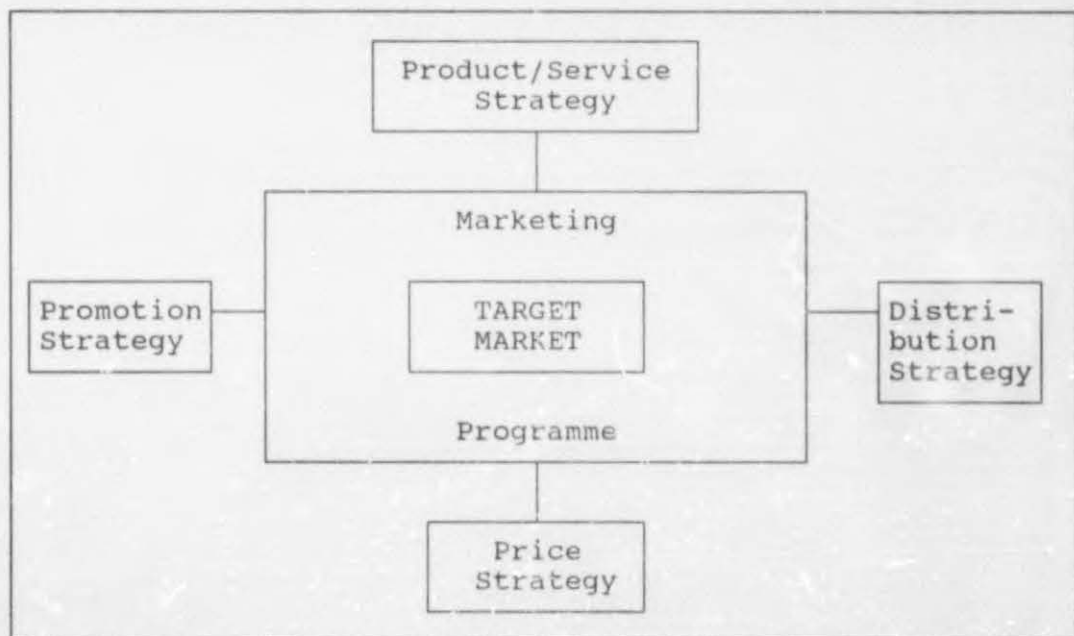 Product/Service
Strategy
Marketing
Promotion
Strategy
TARGET
MARKET
Distri-
bution
Strategy
Programme
Price
Strategy